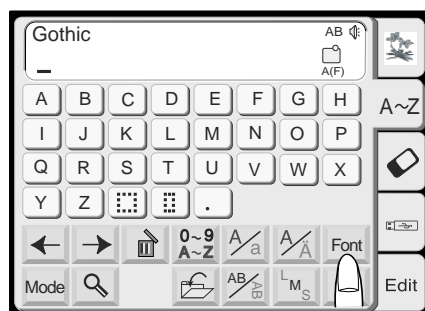 Gothic AB
A(F)
A B C D E F G H A~Z
I J K L M N O P
Q R S T U V W X
Y Z .
0~9 A/a A/Ä Font
A~Z
Mode AB/AB L M S Edit